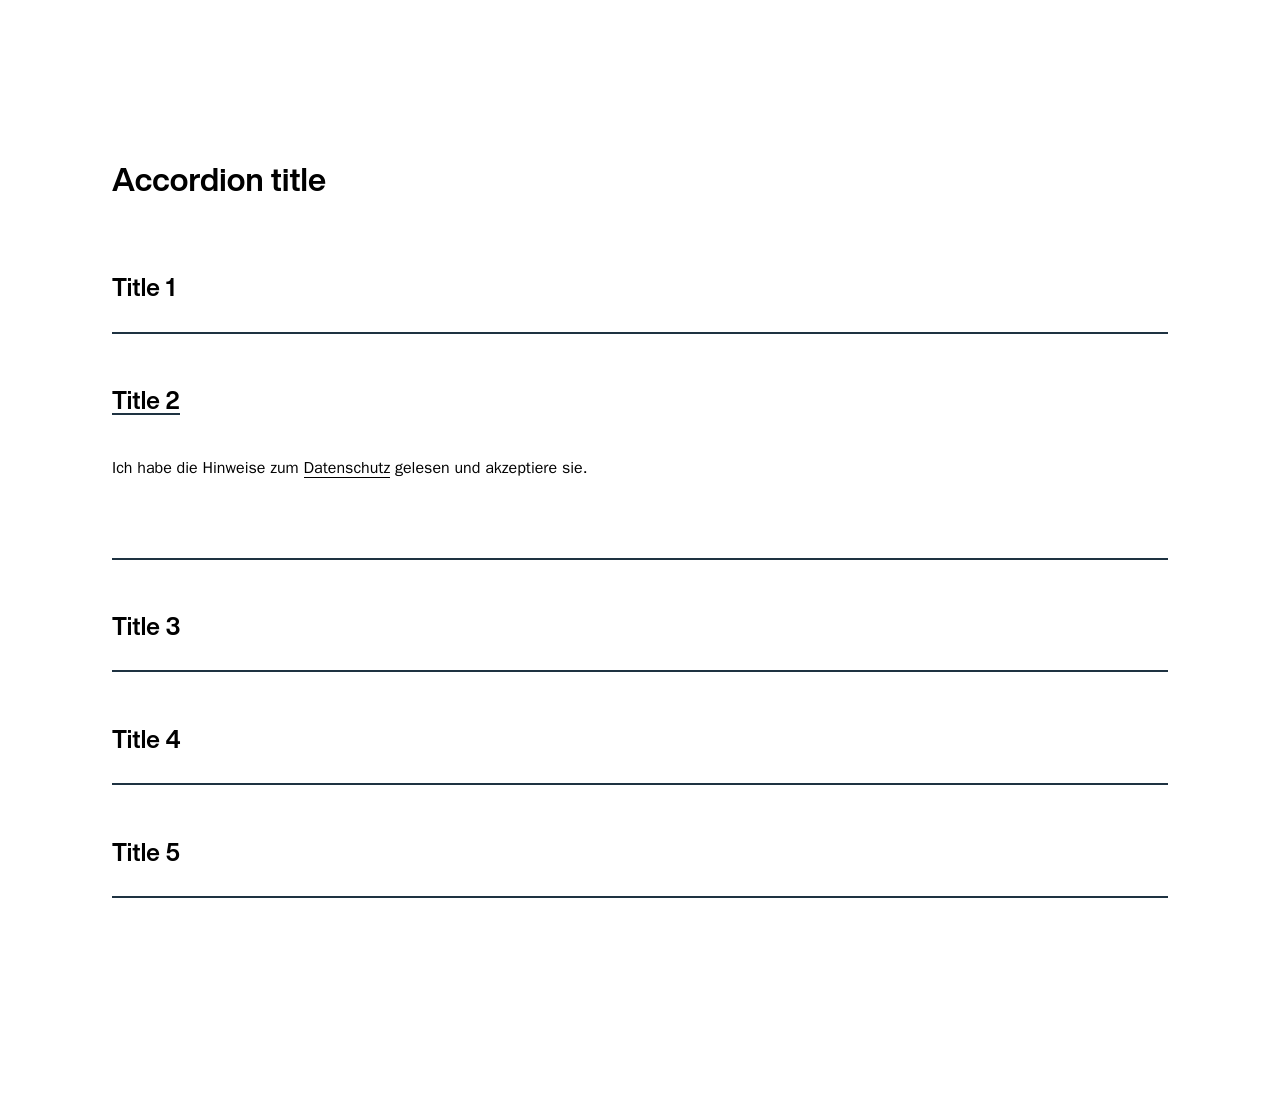 Accordion title
Title 1
Title 2
Ich habe die Hinweise zum Datenschutz gelesen und akzeptiere sie.
Title 3
Title 4
Title 5